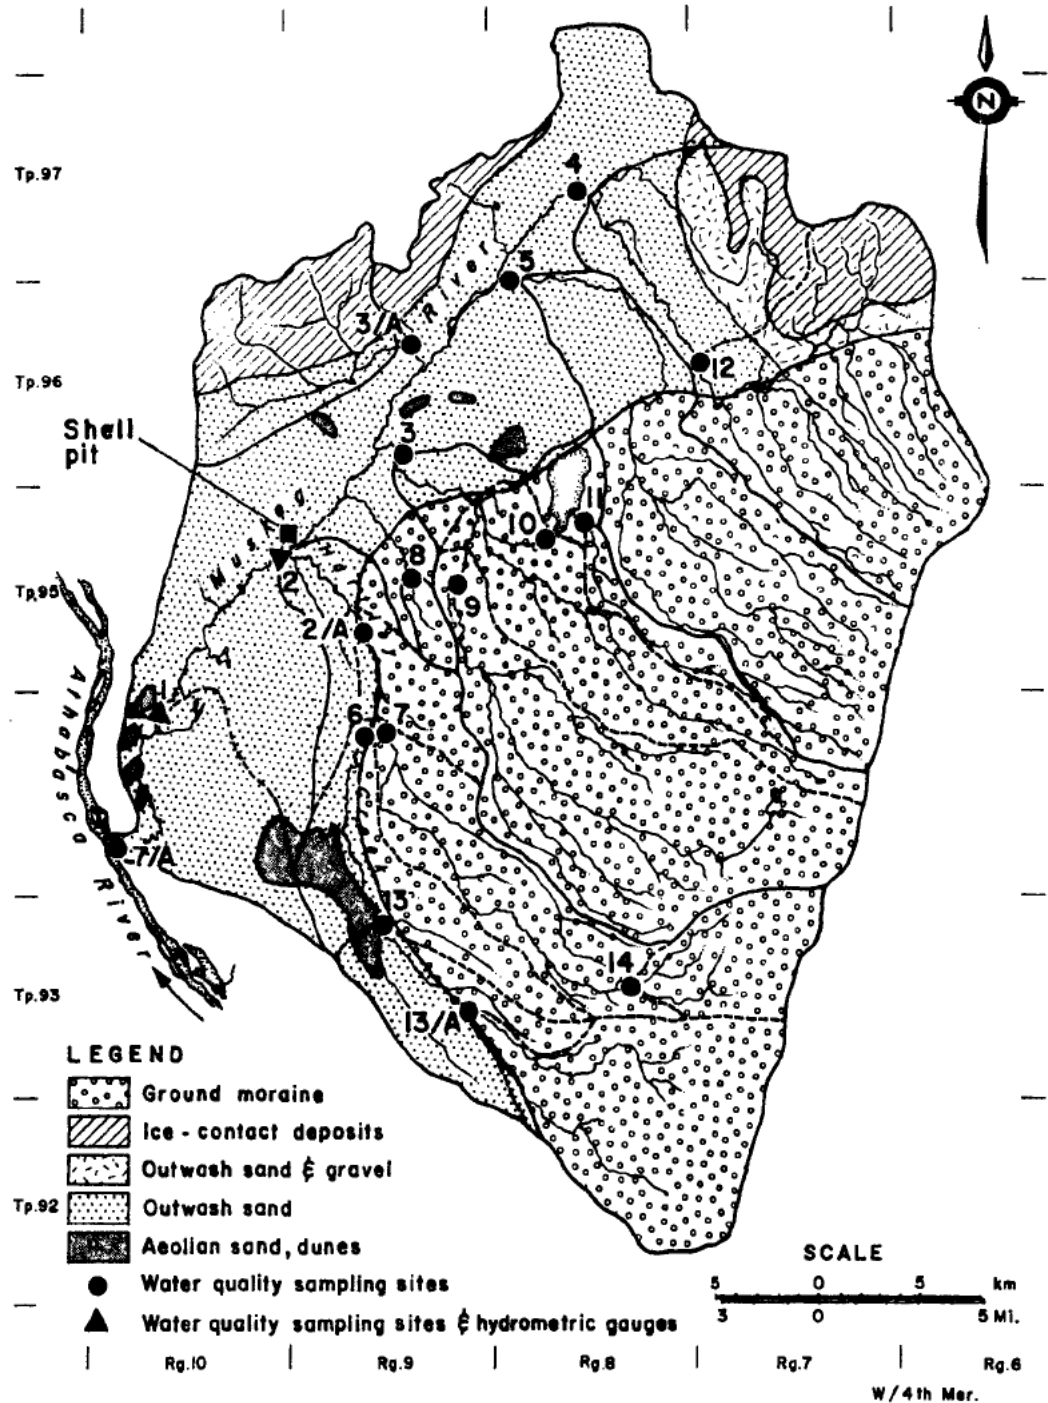 N
Tp.97
4
5
River
3/A
12
Tp.96
Shell
pit
3
11
10
Muskeg
Hartley
8
9
2
Tp.95
2/A
1
6
7
Athabasca
River
7/A
13
14
Tp.93
13/A
LEGEND
Ground moraine
Ice - contact deposits
Outwash sand & gravel
Outwash sand
Tp.92
Aeolian sand, dunes
Water quality sampling sites
Water quality sampling sites & hydrometric gauges
SCALE
5 0 5 km
3 0 5 Mi.
Rg.10 Rg.9 Rg.8 Rg.7 Rg.6
W/4th Mer.